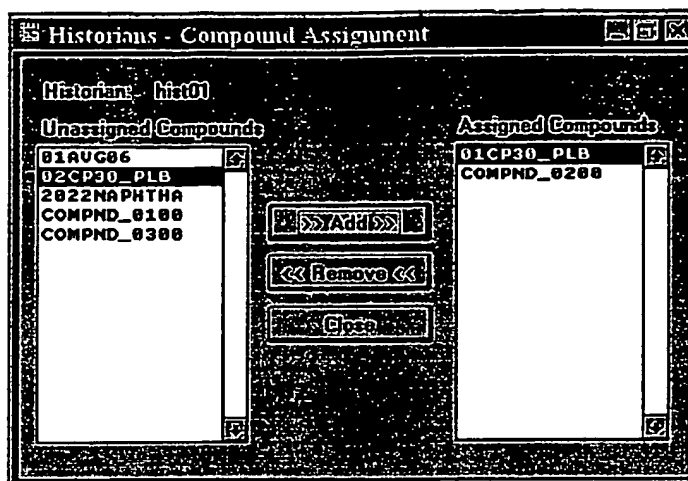 Historians - Compound Assignment
Historian: hist01
Unassigned Compounds
01AVG06
02CP30_PLB
2022NAPHTHA
COMPND_0100
COMPND_0300
>> Add >>
<< Remove <<
Close
Assigned Compounds
01CP30_PLB
COMPND_0200